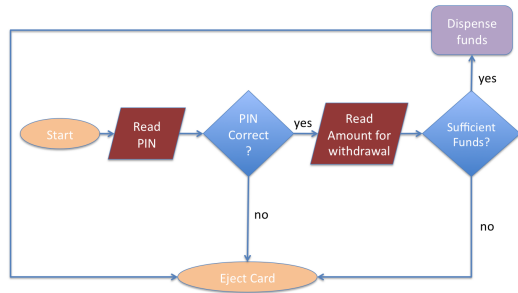 Dispense
funds
yes
Start
Read
PIN
PIN
Correct
?
yes
Read
Amount for
withdrawal
Sufficient
Funds?
no
no
Eject Card